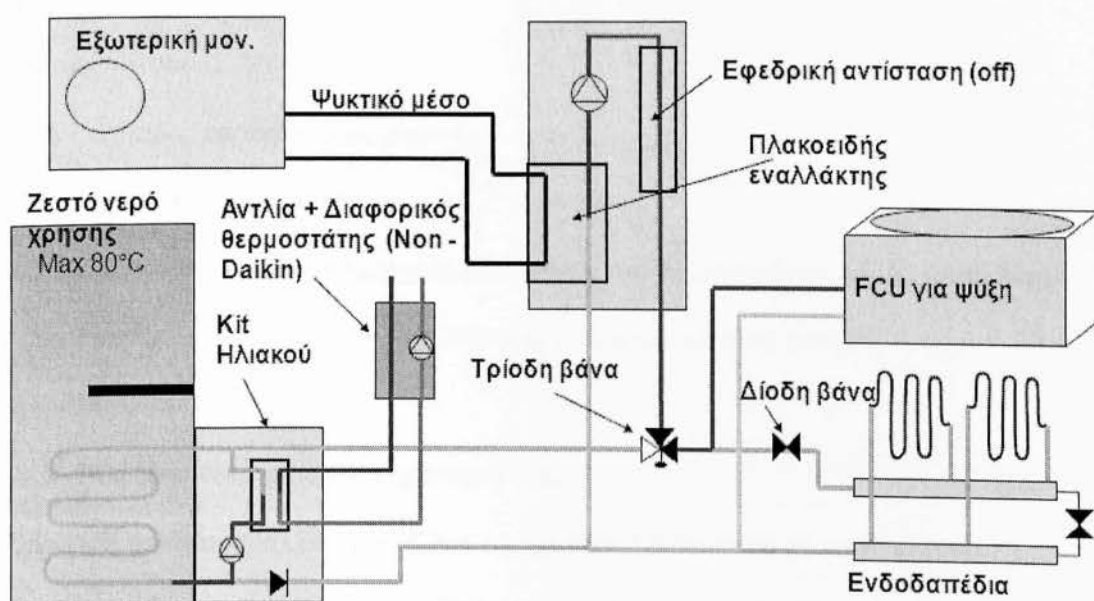 Εξωτερική μον.
Ψυκτικό μέσο
Εφεδρική αντίσταση (off)
Πλακοειδής
εναλλάκτης
Ζεστό νερό
χρησης
Max 80°C
Αντλία + Διαφορικός
θερμοστάτης (Non -
Daikin)
FCU για ψύξη
Kit
Ηλιακού
Τρίοδη βάνα
Δίοδη βάνα
Ενδοδαπέδια